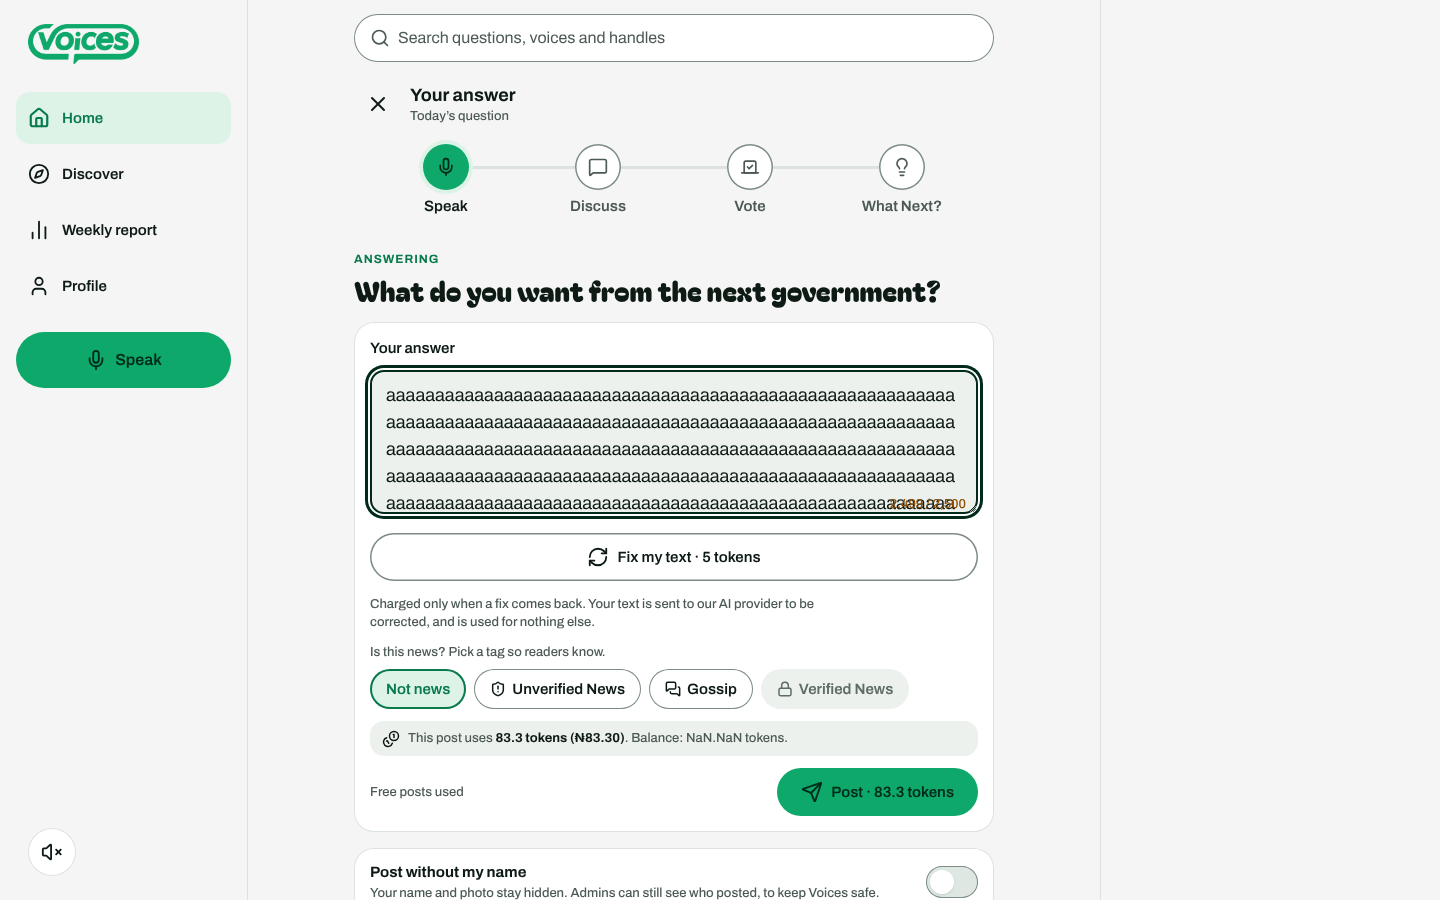 Voices
Search questions, voices and handles
Home
Discover
Weekly report
Profile
Speak
Your answer
Today's question
Speak
Discuss
Vote
What Next?
ANSWERING
What do you want from the next government?
Your answer
aaaaaaaaaaaaaaaaaaaaaaaaaaaaaaaaaaaaaaaaaaaaaaaaaaaaaaaaaa
aaaaaaaaaaaaaaaaaaaaaaaaaaaaaaaaaaaaaaaaaaaaaaaaaaaaaaaaaa
aaaaaaaaaaaaaaaaaaaaaaaaaaaaaaaaaaaaaaaaaaaaaaaaaaaaaaaaaa
aaaaaaaaaaaaaaaaaaaaaaaaaaaaaaaaaaaaaaaaaaaaaaaaaaaaaaaaaa
aaaaaaaaaaaaaaaaaaaaaaaaaaaaaaaaaaaaaaaaaaaaaaaaaaaaaaaaaa
Fix my text · 5 tokens
Charged only when a fix comes back. Your text is sent to our AI provider to be
corrected, and is used for nothing else.
Is this news? Pick a tag so readers know.
Not news
Unverified News
Gossip
Verified News
This post uses 83.3 tokens (₦83.30). Balance: NaN.NaN tokens.
Free posts used
Post · 83.3 tokens
Post without my name
Your name and photo stay hidden. Admins can still see who posted, to keep Voices safe.